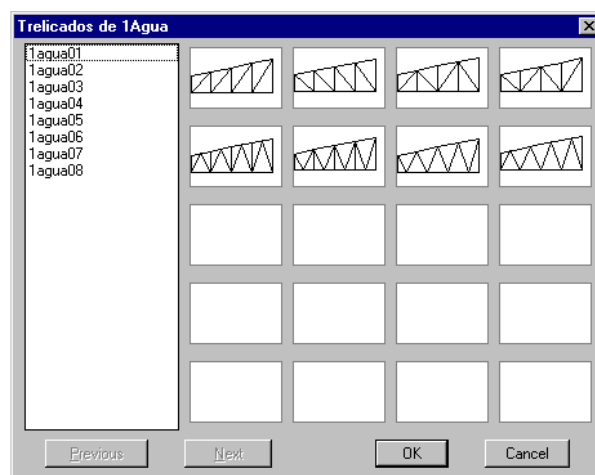 Trelicados de 1Agua
1agua01
1agua02
1agua03
1agua04
1agua05
1agua06
1agua07
1agua08
Previous
Next
OK
Cancel